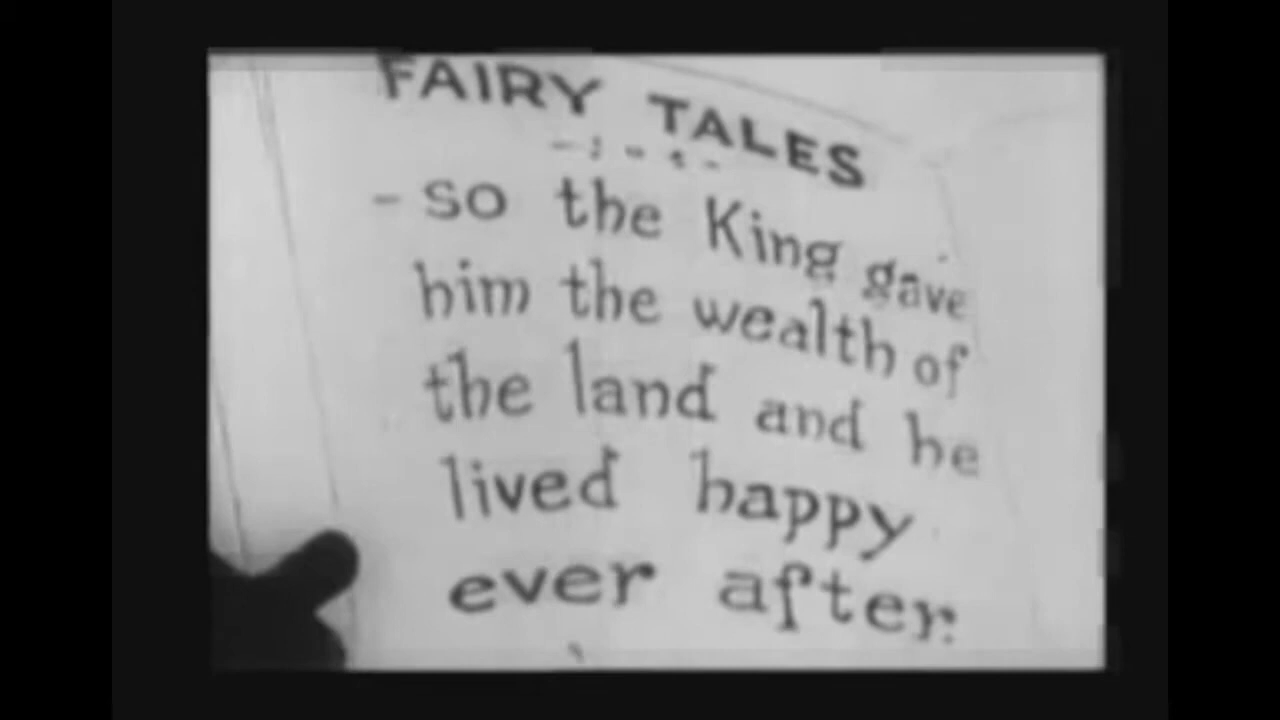 FAIRY TALES
- so the King gave
him the wealth of
the land and he
lived happy
ever after.